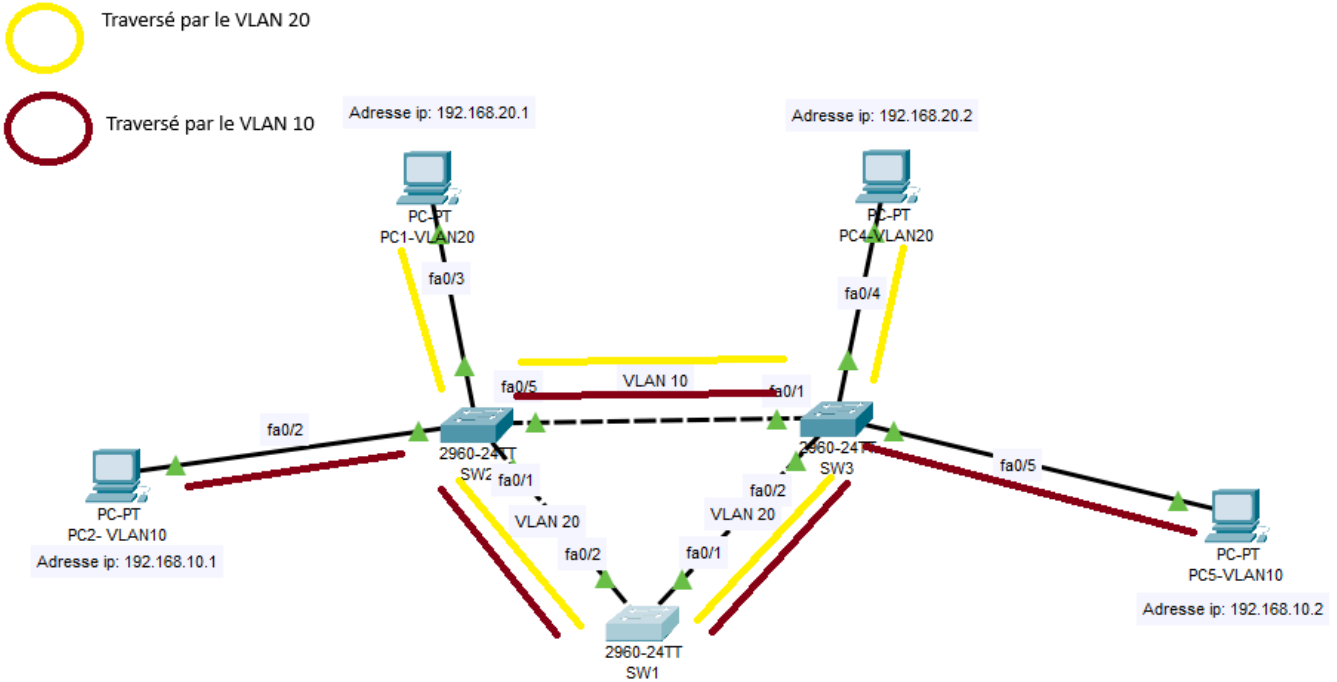 Traversé par le VLAN 20
Traversé par le VLAN 10
Adresse ip: 192.168.20.1
Adresse ip: 192.168.20.2
PC-PT
PC1-VLAN20
PC-PT
PC4-VLAN20
fa0/3
fa0/4
fa0/5
VLAN 10
fa0/1
fa0/2
2960-24TT
SW2
2960-24TT
SW3
fa0/1
fa0/2
fa0/5
PC-PT
PC2- VLAN10
Adresse ip: 192.168.10.1
VLAN 20
VLAN 20
fa0/2
fa0/1
PC-PT
PC5-VLAN10
Adresse ip: 192.168.10.2
2960-24TT
SW1